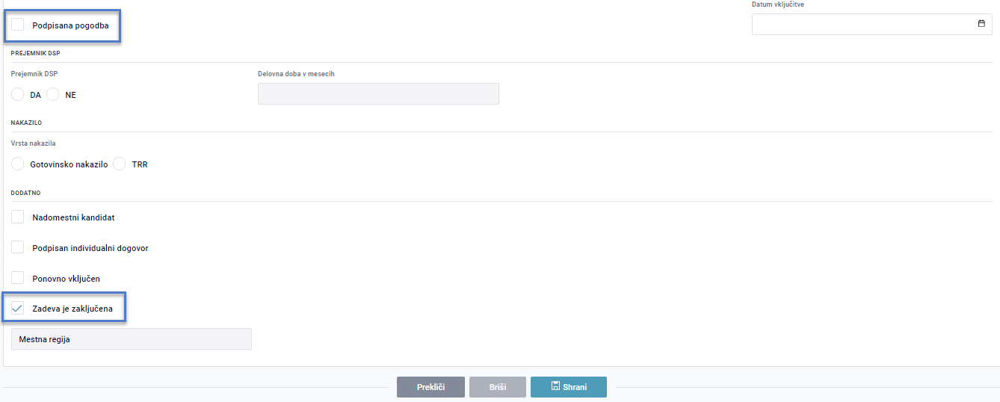 Datum vključitve
Podpisana pogodba
PREJEMNIK DSP
Prejemnik DSP
Delovna doba v mesecih
DA
NE
NAKAZILO
Vrsta nakazila
Gotovinsko nakazilo
TRR
DODATNO
Nadomestni kandidat
Podpisan individualni dogovor
Ponovno vključen
Zadeva je zaključena
Mestna regija
Prekliči
Briši
Shrani